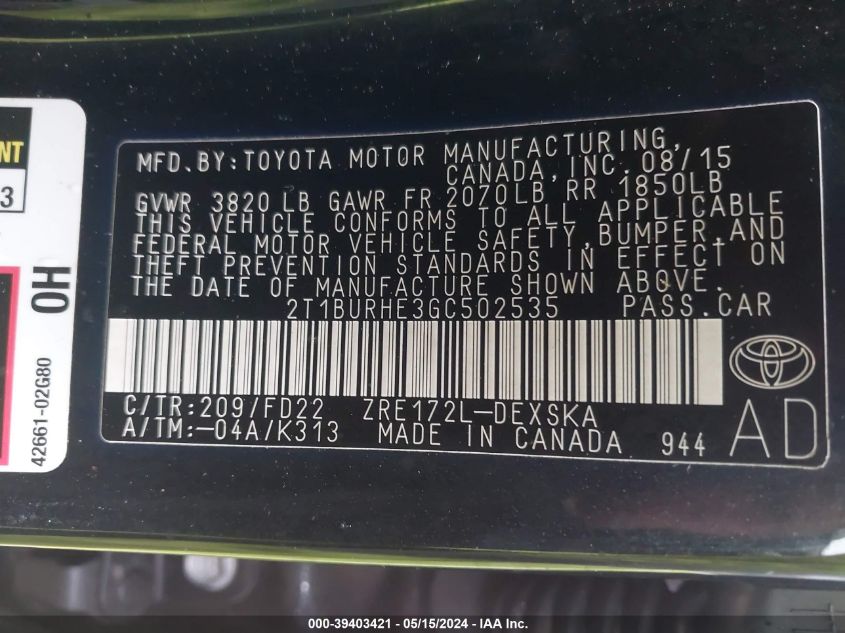 NT
3
OH
42661-02G80
MFD.BY:TOYOTA MOTOR MANUFACTURING,
CANADA,INC.08/15
GVWR 3820 LB GAWR FR 2070LB RR 1850LB
THIS VEHICLE CONFORMS TO ALL APPLICABLE
FEDERAL MOTOR VEHICLE SAFETY,BUMPER,AND
THEFT PREVENTION STANDARDS IN EFFECT ON
THE DATE OF MANUFACTURE SHOWN ABOVE.
2T1BURHE3GC502535 PASS.CAR
C/TR:209/FD22 ZRE172L-DEXSKA
A/TM:-04A/K313 MADE IN CANADA 944
AD
000-39403421 - 05/15/2024 - IAA Inc.